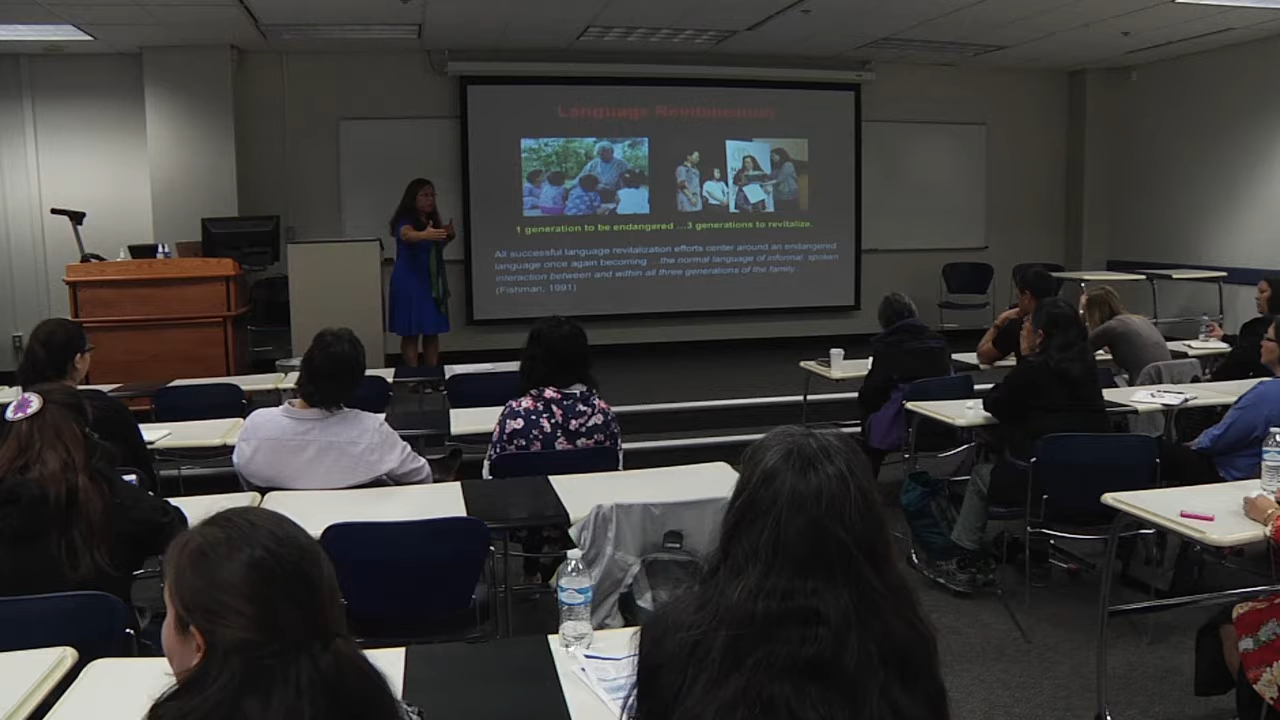 Language Revitalization
1 generation to be endangered ...3 generations to revitalize.
All successful language revitalization efforts center around an endangered
language once again becoming ...the normal language of informal, spoken
interaction between and within all three generations of the family...
(Fishman, 1991)